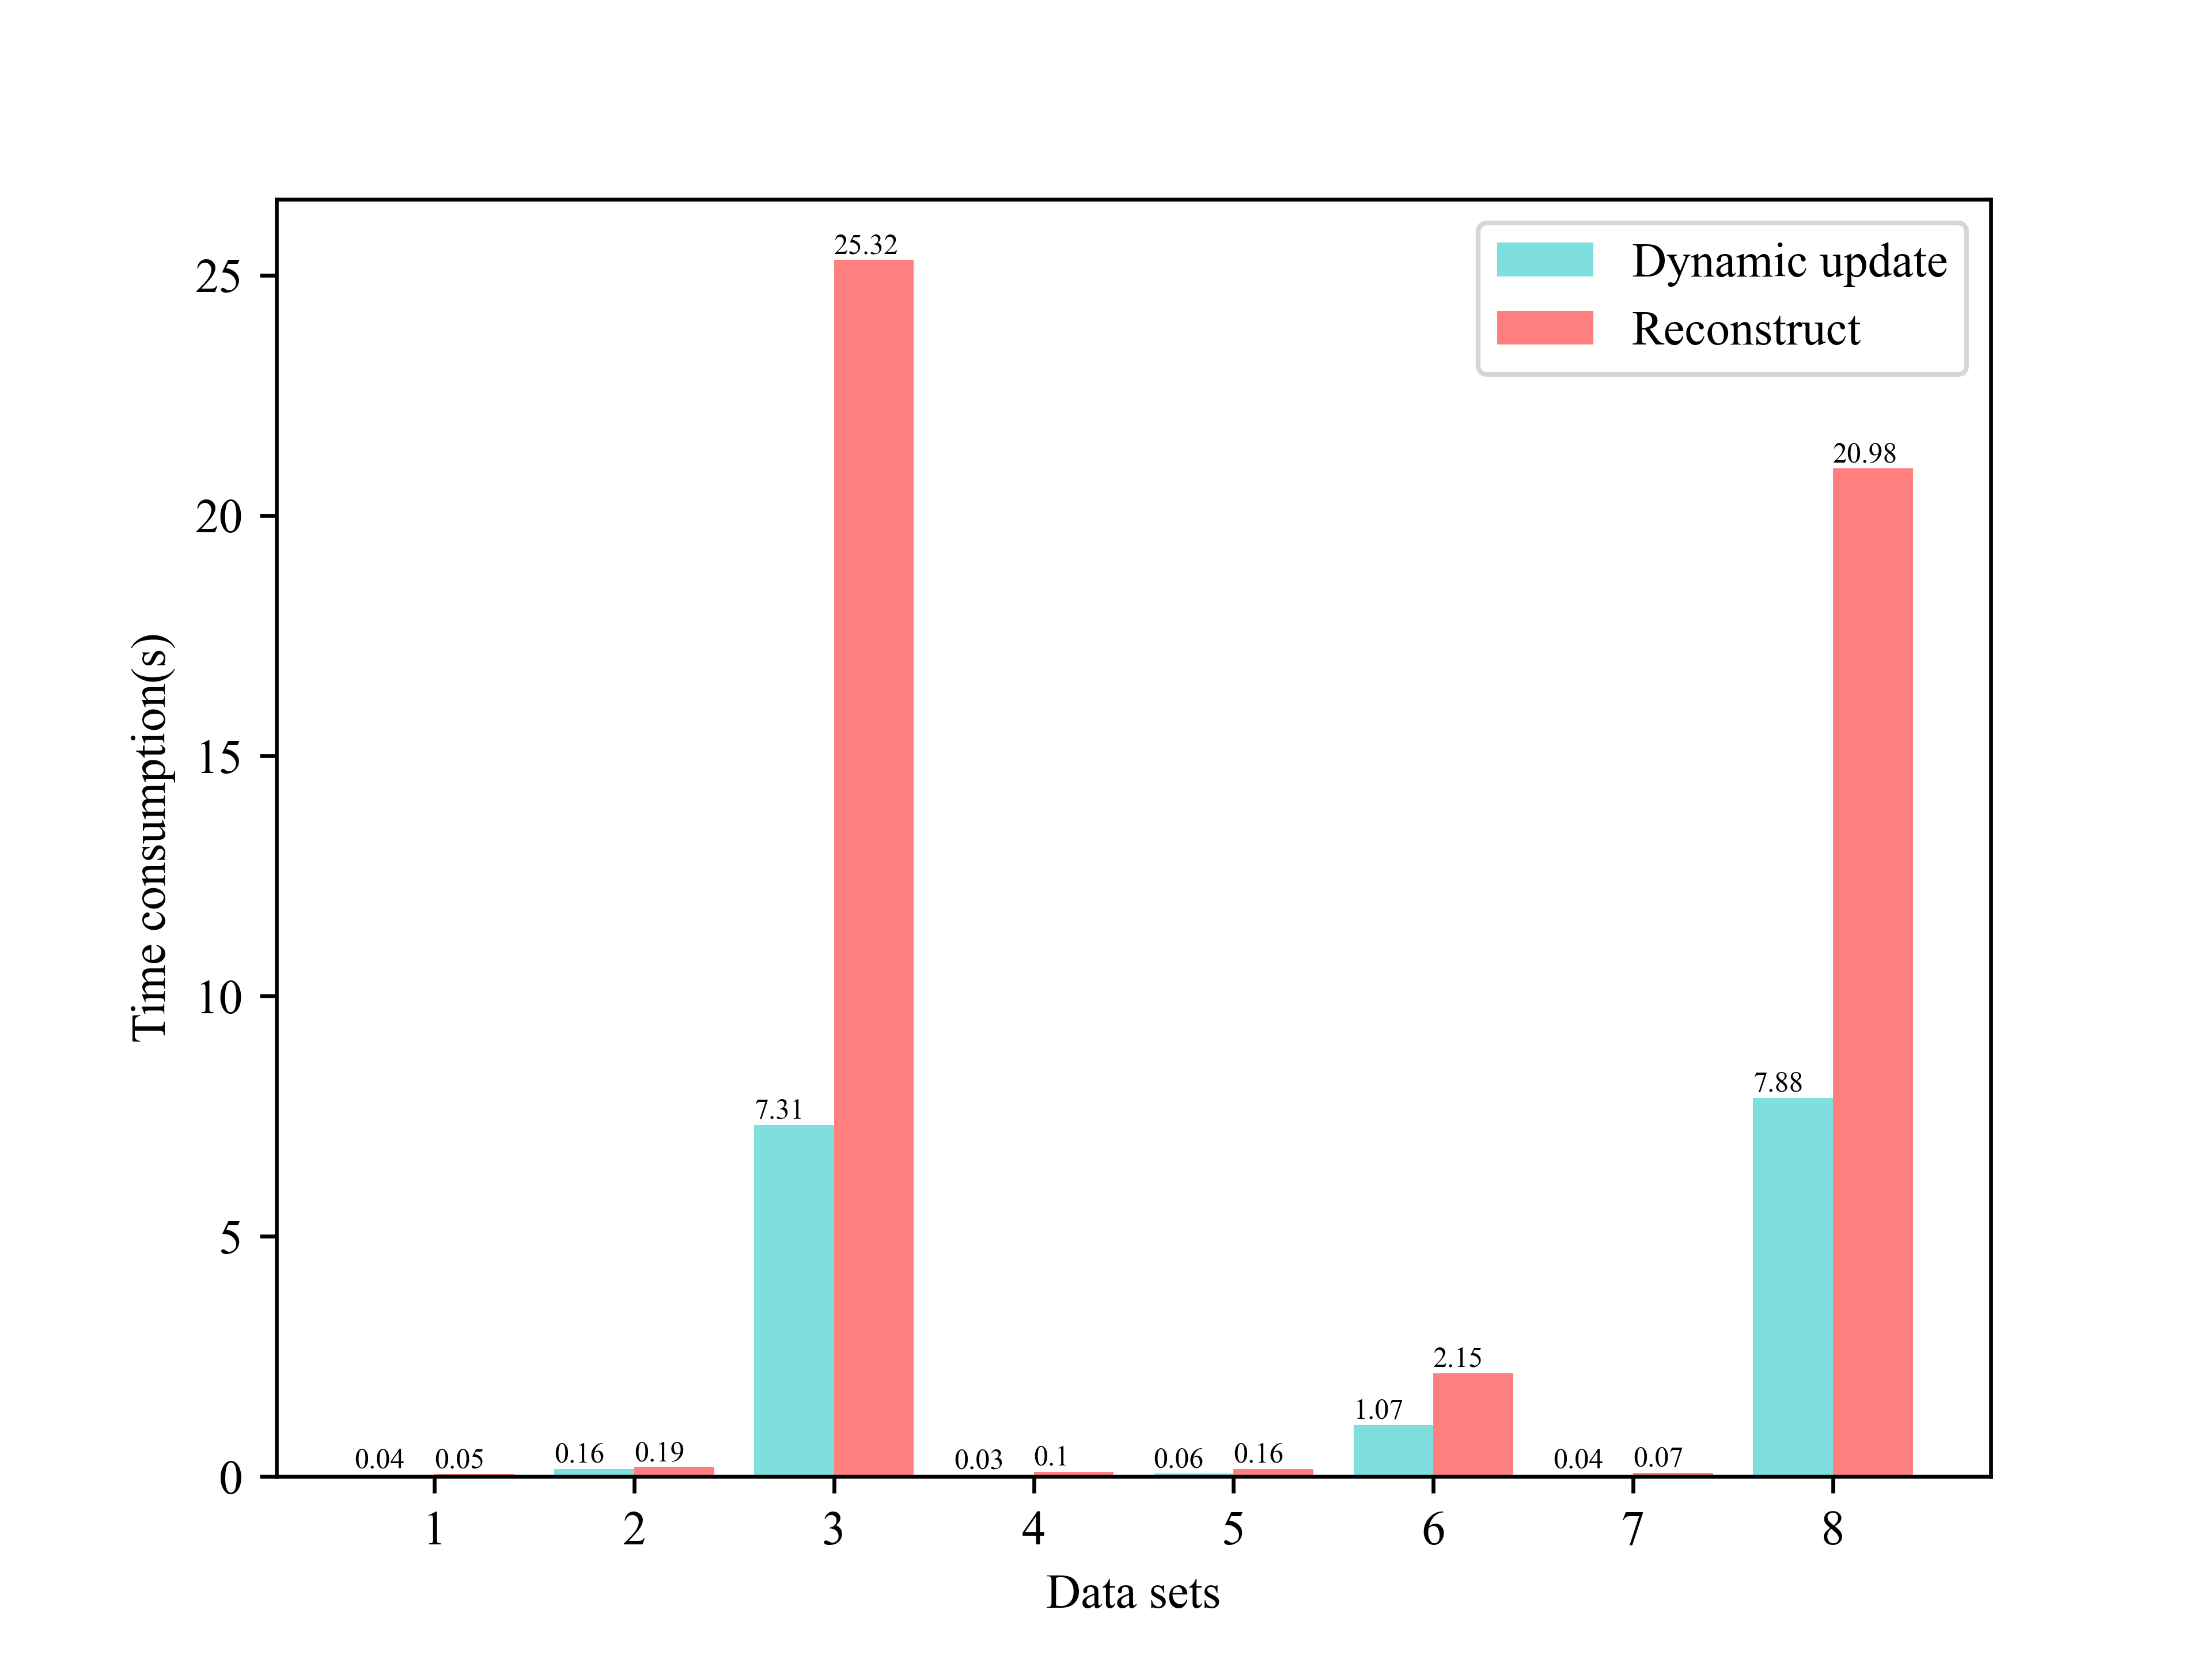 Dynamic update
Reconstruct
25.32
20.98
7.31
7.88
2.15
1.07
0.04 0.05 0.16 0.19 0.03 0.1 0.06 0.16 0.04 0.07
25
20
15
10
5
0
Time consumption(s)
1 2 3 4 5 6 7 8
Data sets